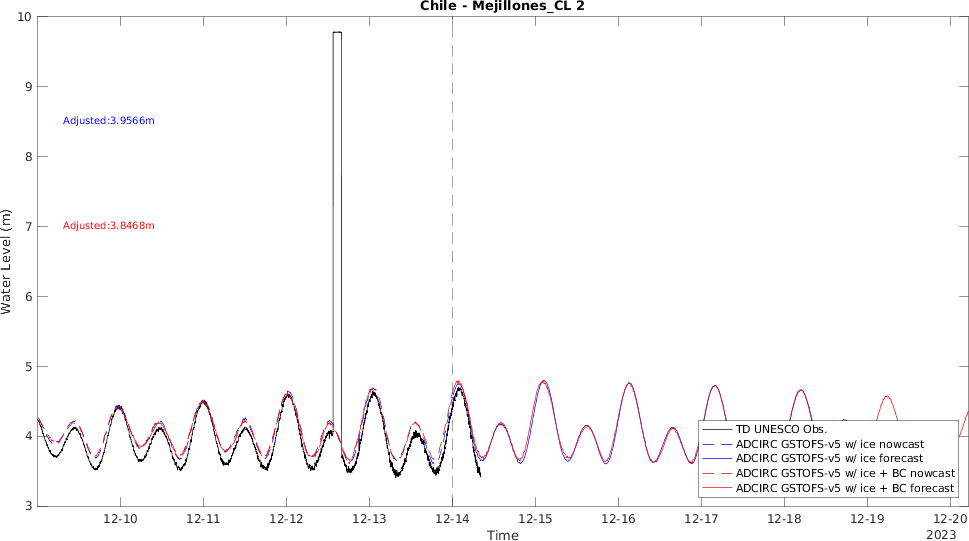 Chile - Mejillones_CL 2
10
9
8
7
6
5
4
3
Water Level (m)
Adjusted:3.9566m
Adjusted:3.8468m
TD UNESCO Obs.
ADCIRC GSTOFS-v5 w/ ice nowcast
ADCIRC GSTOFS-v5 w/ ice forecast
ADCIRC GSTOFS-v5 w/ ice + BC nowcast
ADCIRC GSTOFS-v5 w/ ice + BC forecast
12-10 12-11 12-12 12-13 12-14 12-15 12-16 12-17 12-18 12-19 12-20
2023
Time